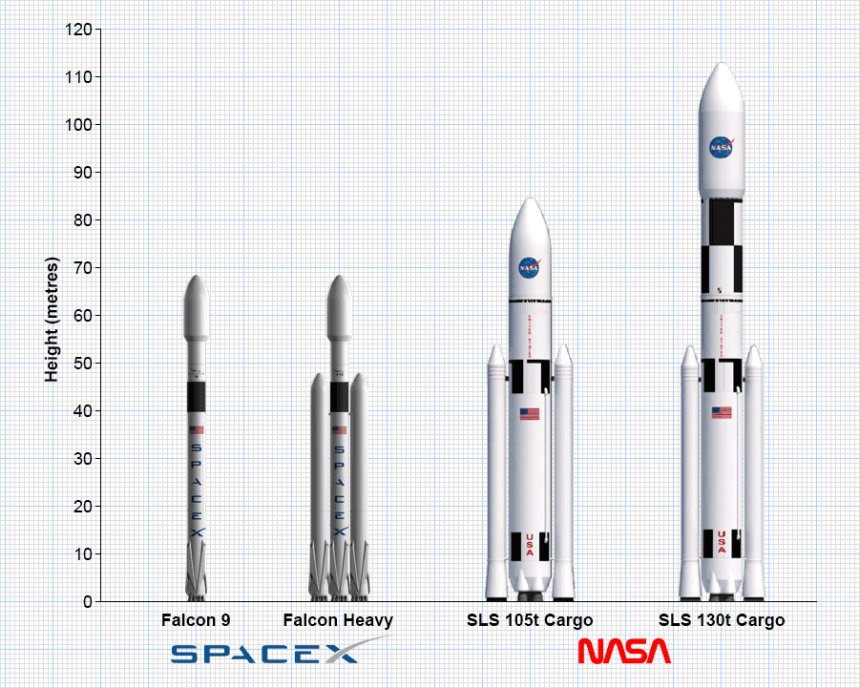 120
110
100
90
80
70
60
50
40
30
20
10
0
Height (metres)
NASA
NASA
SPACEX
SPACEX
USA
USA
Falcon 9
Falcon Heavy
SLS 105t Cargo
SLS 130t Cargo
SPACEX
NASA